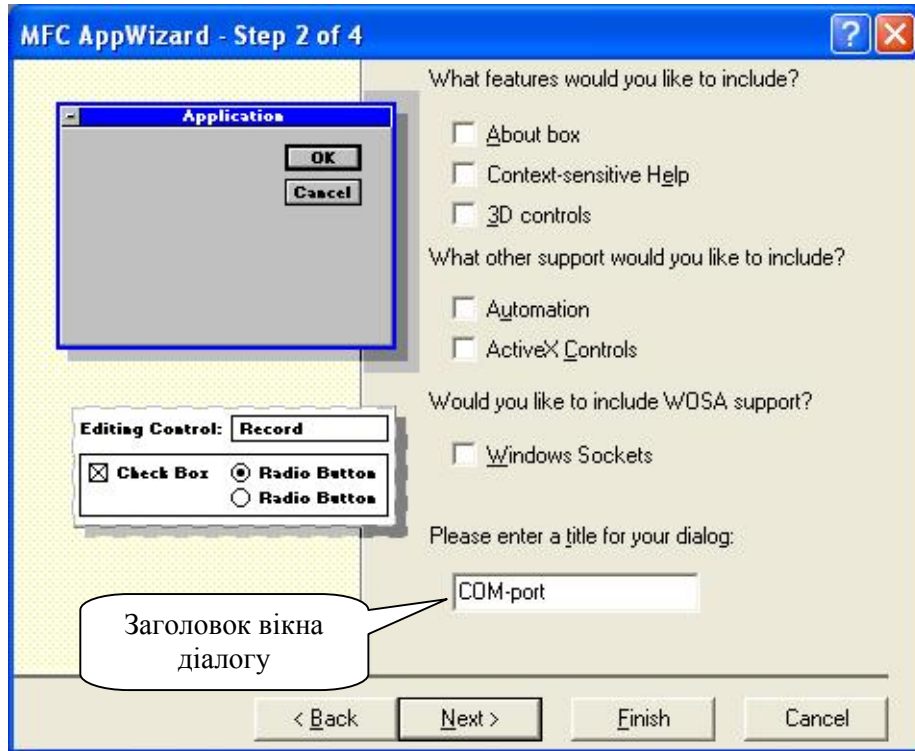 MFC AppWizard - Step 2 of 4
What features would you like to include?
Application
OK
Cancel
About box
Context-sensitive Help
3D controls
What other support would you like to include?
Automation
ActiveX Controls
Would you like to include WOSA support?
Editing Control: Record
Check Box Radio Button
Radio Button
Windows Sockets
Please enter a title for your dialog:
COM-port
Заголовок вікна
діалогу
< Back Next > Finish Cancel